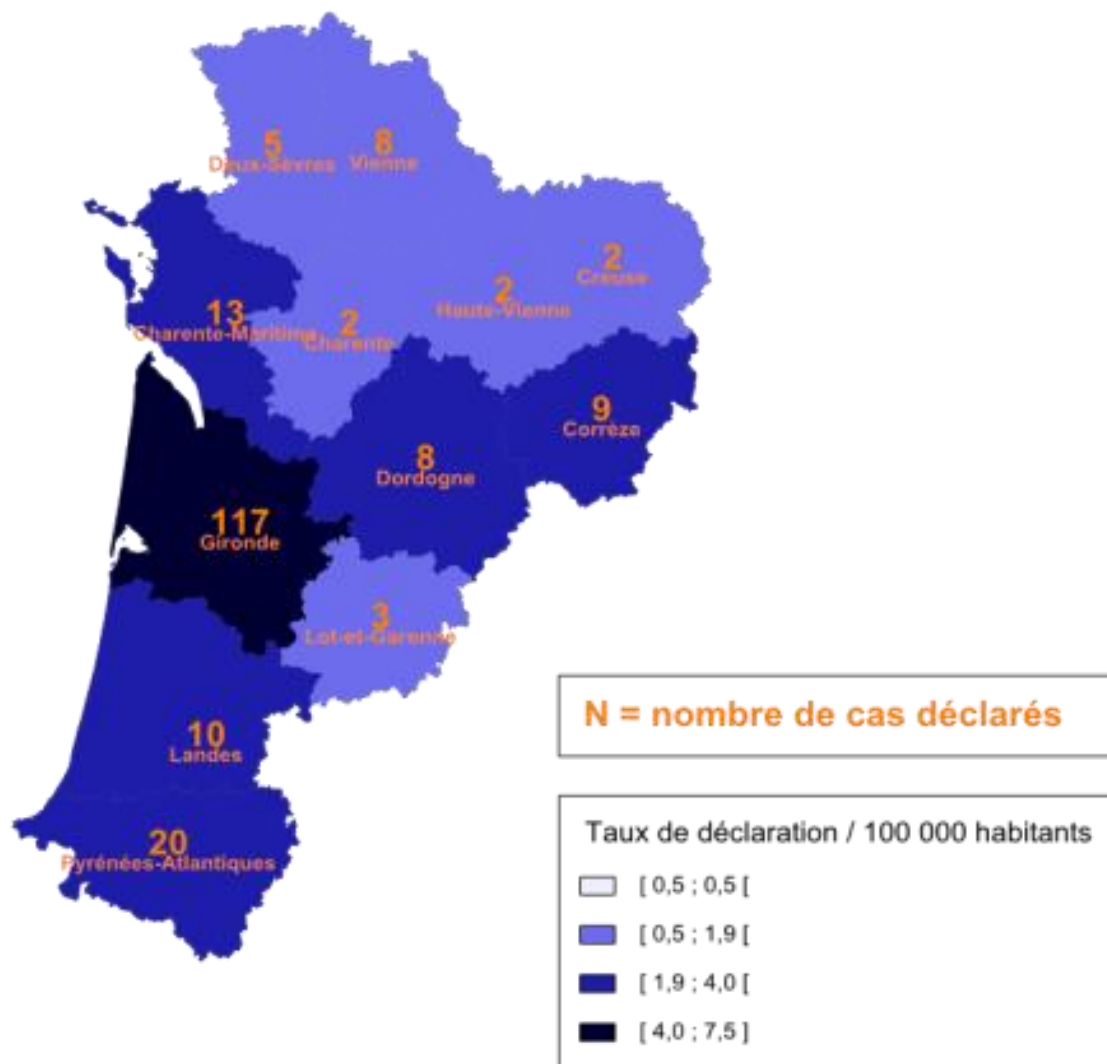 5
Deux-Sèvres
8
Vienne
2
Creuse
2
Haute-Vienne
13
Charente-Maritime
2
Charente
9
Corrèze
8
Dordogne
117
Gironde
3
Lot-et-Garonne
10
Landes
20
Pyrénées-Atlantiques
N = nombre de cas déclarés
Taux de déclaration / 100 000 habitants
[ 0,5 ; 0,5 [
[ 0,5 ; 1,9 [
[ 1,9 ; 4,0 [
[ 4,0 ; 7,5 ]